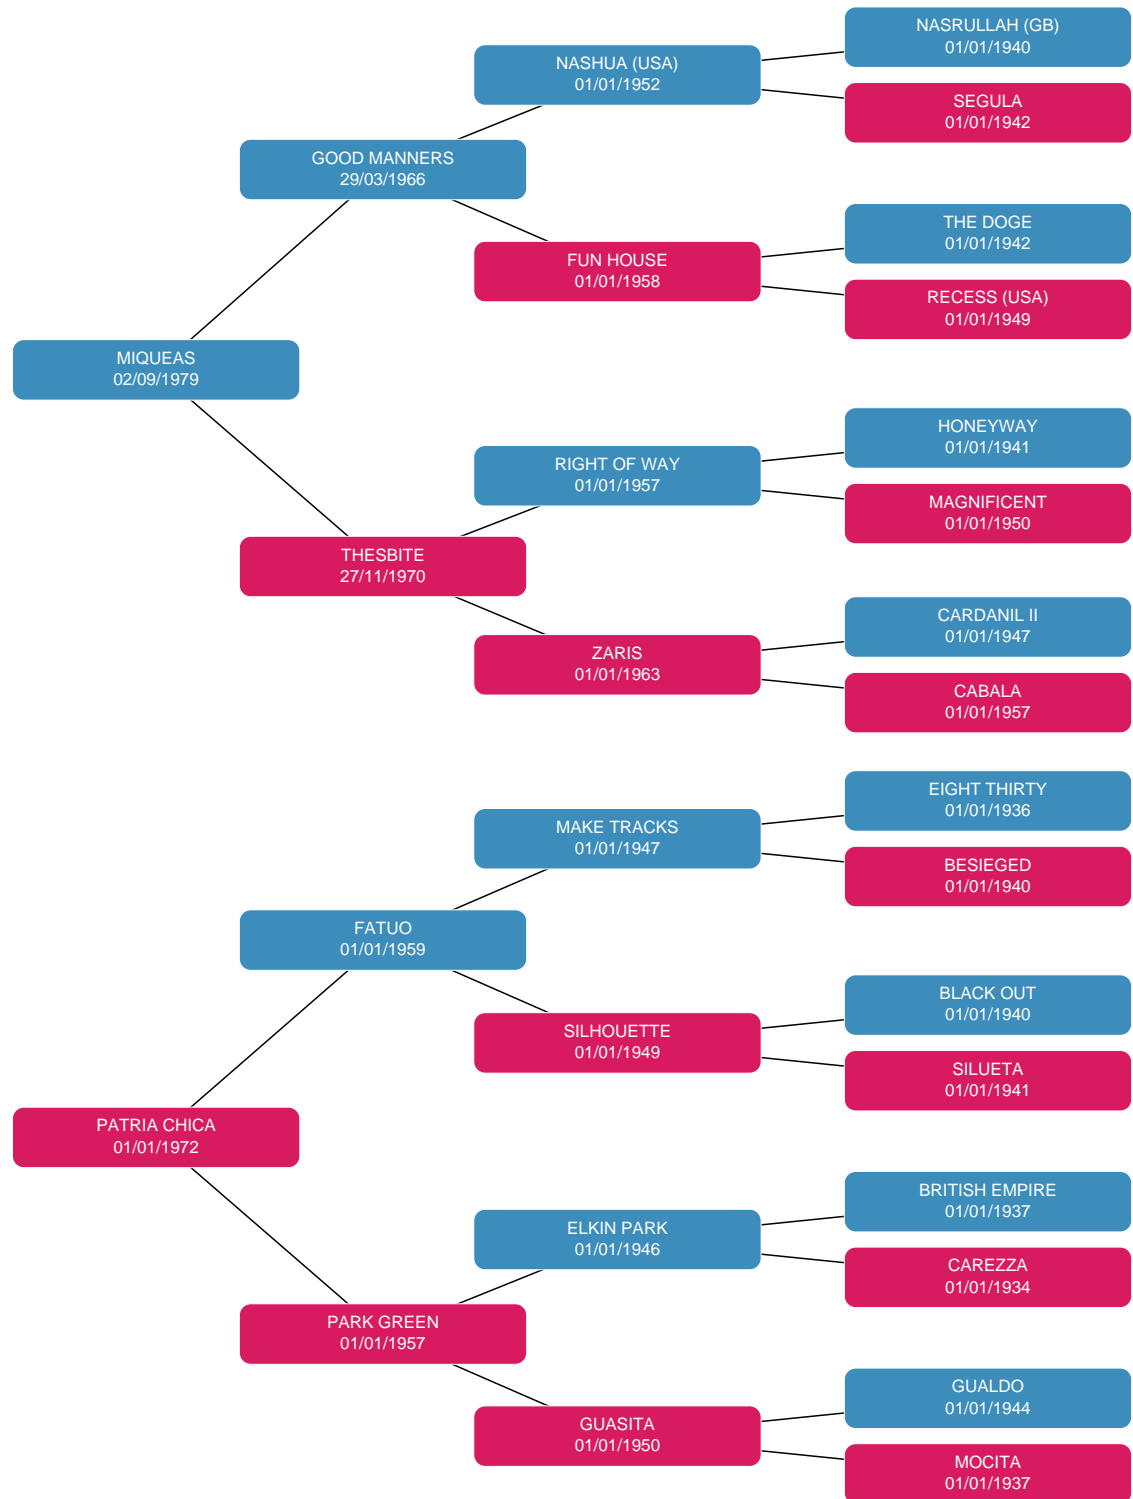 NASRULLAH (GB)
01/01/1940
NASHUA (USA)
01/01/1952
SEGULA
01/01/1942
GOOD MANNERS
29/03/1966
THE DOGE
01/01/1942
FUN HOUSE
01/01/1958
RECESS (USA)
01/01/1949
MIQUEAS
02/09/1979
HONEYWAY
01/01/1941
RIGHT OF WAY
01/01/1957
MAGNIFICENT
01/01/1950
THESBITE
27/11/1970
CARDANIL II
01/01/1947
ZARIS
01/01/1963
CABALA
01/01/1957
EIGHT THIRTY
01/01/1936
MAKE TRACKS
01/01/1947
BESIEGED
01/01/1940
FATUO
01/01/1959
BLACK OUT
01/01/1940
SILHOUETTE
01/01/1949
SILUETA
01/01/1941
PATRIA CHICA
01/01/1972
BRITISH EMPIRE
01/01/1937
ELKIN PARK
01/01/1946
CAREZZA
01/01/1934
PARK GREEN
01/01/1957
GUALDO
01/01/1944
GUASITA
01/01/1950
MOCITA
01/01/1937